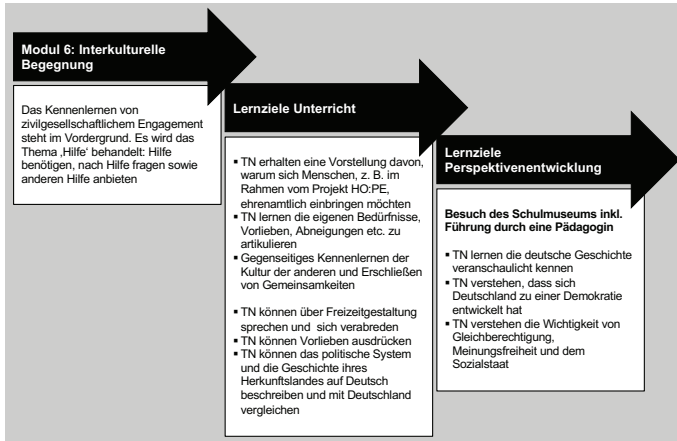 Modul 6: Interkulturelle
Begegnung
Das Kennenlernen von
zivilgesellschaftlichem Engagement
steht im Vordergrund. Es wird das
Thema ‚Hilfe‘ behandelt: Hilfe
benötigen, nach Hilfe fragen sowie
anderen Hilfe anbieten
Lernziele Unterricht
▪ TN erhalten eine Vorstellung davon,
warum sich Menschen, z. B. im
Rahmen vom Projekt HO:PE,
ehrenamtlich einbringen möchten
▪ TN lernen die eigenen Bedürfnisse,
Vorlieben, Abneigungen etc. zu
artikulieren
▪ Gegenseitiges Kennenlernen der
Kultur der anderen und Erschließen
von Gemeinsamkeiten
▪ TN können über Freizeitgestaltung
sprechen und sich verabreden
▪ TN können Vorlieben ausdrücken
▪ TN können das politische System
und die Geschichte ihres
Herkunftslandes auf Deutsch
beschreiben und mit Deutschland
vergleichen
Lernziele
Perspektivenentwicklung
Besuch des Schulmuseums inkl.
Führung durch eine Pädagogin
▪ TN lernen die deutsche Geschichte
veranschaulicht kennen
▪ TN verstehen, dass sich
Deutschland zu einer Demokratie
entwickelt hat
▪ TN verstehen die Wichtigkeit von
Gleichberechtigung,
Meinungsfreiheit und dem
Sozialstaat